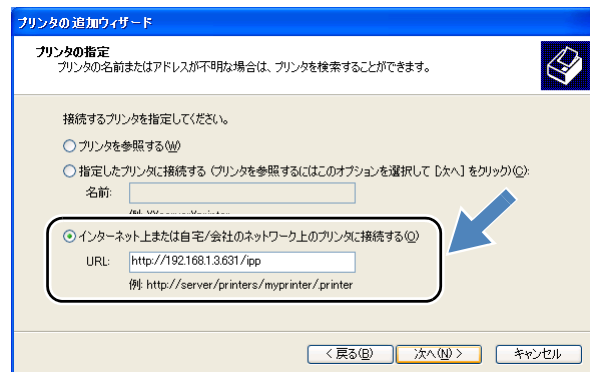 プリンタの追加ウィザード
プリンタの指定
プリンタの名前またはアドレスが不明な場合は、プリンタを検索することができます。
接続するプリンタを指定してください。
プリンタを参照する(W)
指定したプリンタに接続する (プリンタを参照するにはこのオプションを選択して [次へ] をクリック)(C):
名前:
インターネット上または自宅/会社のネットワーク上のプリンタに接続する(O)
URL: http://192.168.1.3.631/ipp
例: http://server/printers/myprinter/.printer
< 戻る(B) 次へ(N) > キャンセル